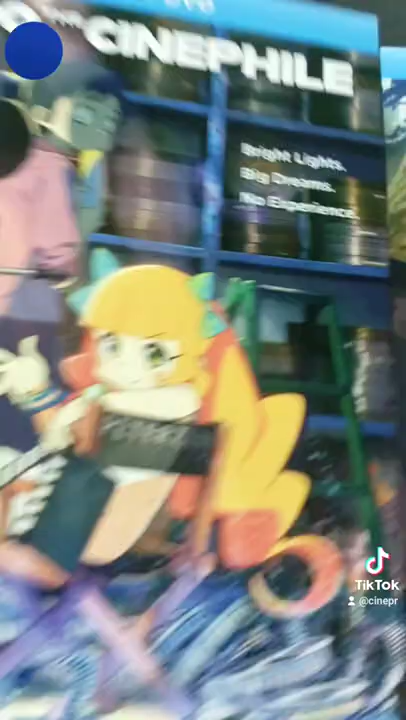 CINEPHILE
Bright Lights.
Big Dreams.
No Experience.
TikTok
@cinepr